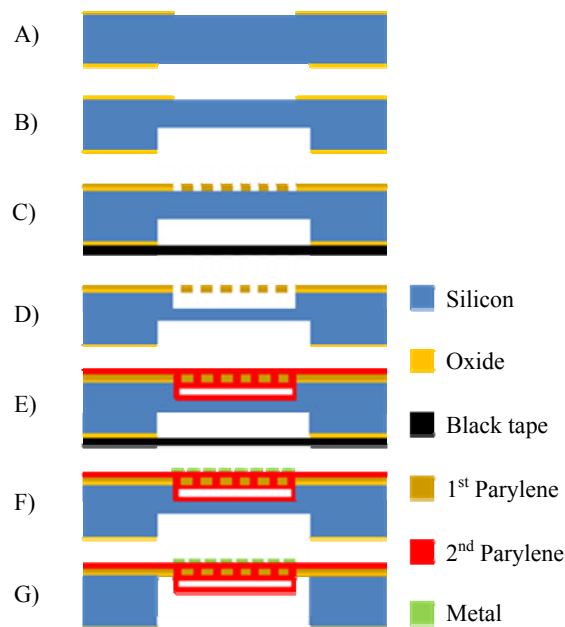 A)
B)
C)
D)
E)
F)
G)
Silicon
Oxide
Black tape
1st Parylene
2nd Parylene
Metal